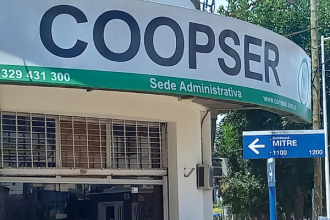 COOPSER
329 431 300
Sede Administrativa
MITRE
1100 1200